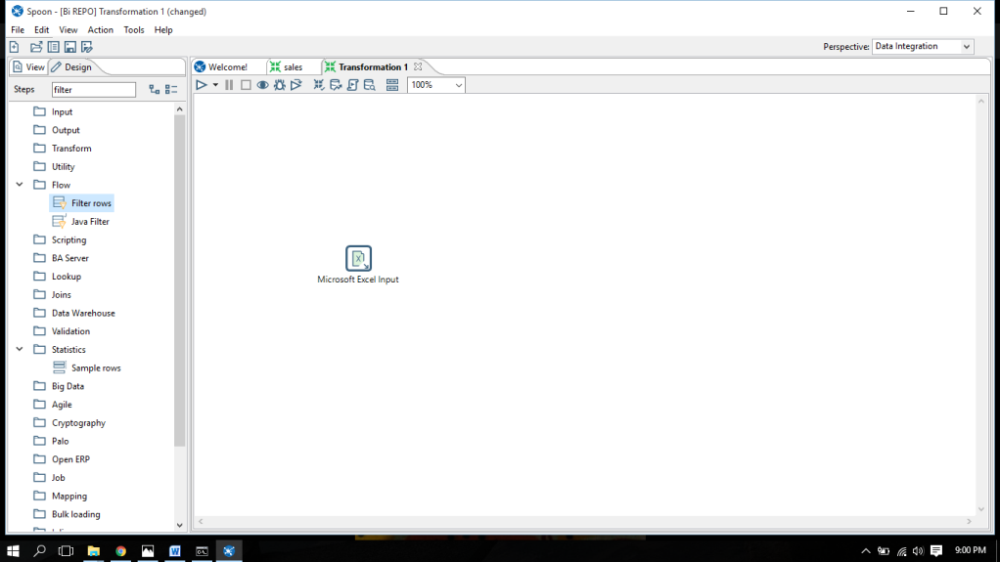 Spoon - [Bi REPO] Transformation 1 (changed)
File Edit View Action Tools Help
Perspective: Data Integration
View Design
Welcome! sales Transformation 1
Steps filter
100%
Input
Output
Transform
Utility
Flow
Filter rows
Java Filter
Scripting
BA Server
Lookup
Joins
Data Warehouse
Validation
Statistics
Sample rows
Big Data
Agile
Cryptography
Palo
Open ERP
Job
Mapping
Bulk loading
X
Microsoft Excel Input
W
9:00 PM